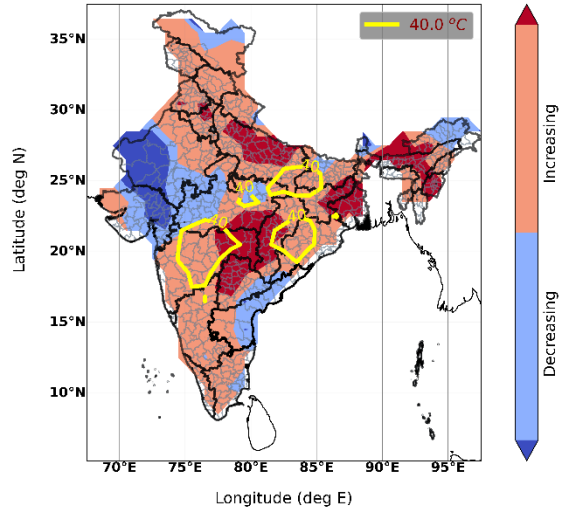 40.0 °C
35°N
30°N
25°N
20°N
15°N
10°N
Latitude (deg N)
40
40
40
40
70°E 75°E 80°E 85°E 90°E 95°E
Longitude (deg E)
Increasing
Decreasing